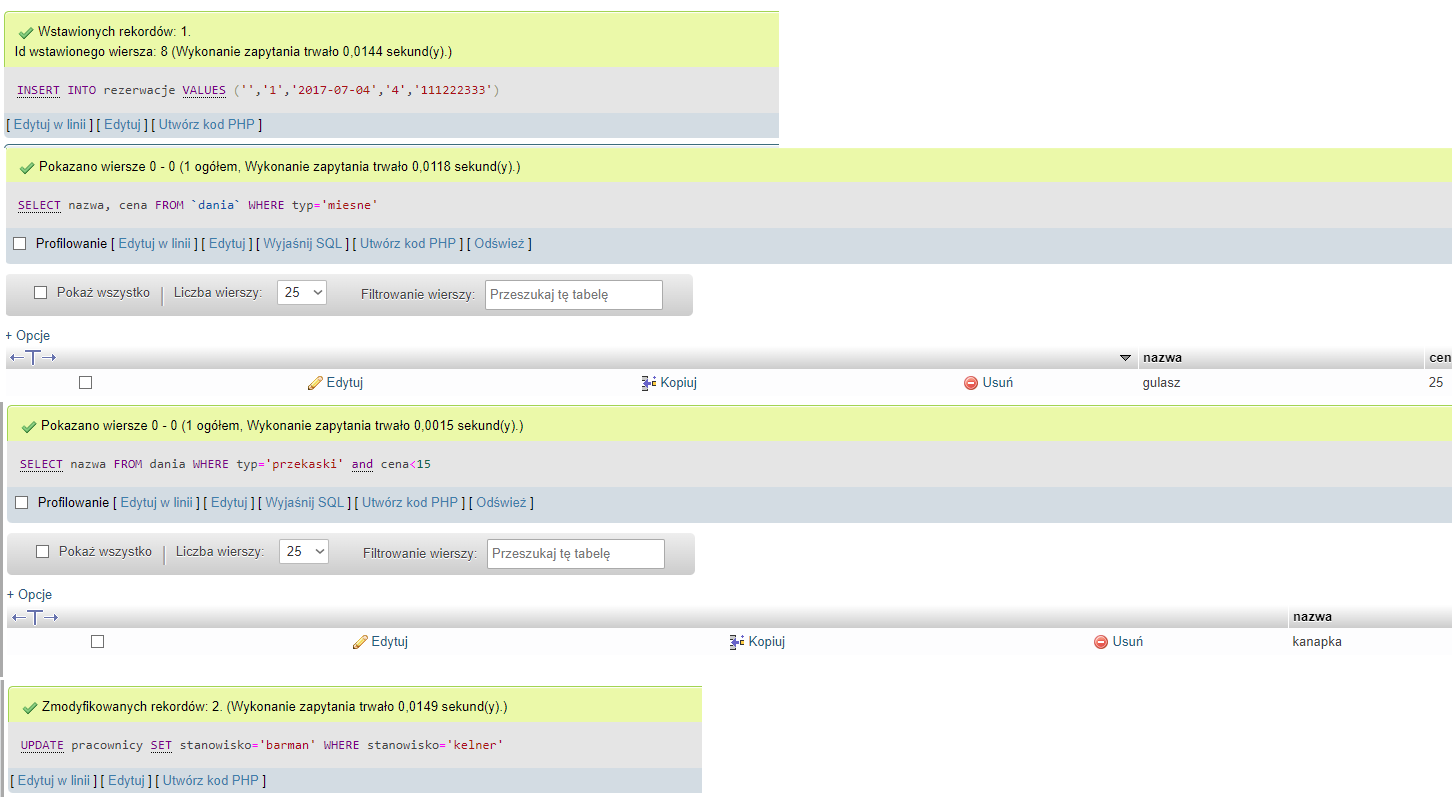 Wstawionych rekordów: 1.
Id wstawionego wiersza: 8 (Wykonanie zapytania trwało 0,0144 sekund(y).)
INSERT INTO rezerwacje VALUES ('','1','2017-07-04','4','111222333')
[ Edytuj w linii ] [ Edytuj ] [ Utwórz kod PHP ]
Pokazano wiersze 0 - 0 (1 ogółem, Wykonanie zapytania trwało 0,0118 sekund(y).)
SELECT nazwa, cena FROM `dania` WHERE typ='miesne'
Profilowanie [ Edytuj w linii ] [ Edytuj ] [ Wyjaśnij SQL ] [ Utwórz kod PHP ] [ Odśwież ]
Pokaż wszystko | Liczba wierszy: 25 Filtrowanie wierszy: Przeszukaj tę tabelę
+ Opcje
←T→ nazwa cen
Edytuj Kopiuj Usuń gulasz 25
Pokazano wiersze 0 - 0 (1 ogółem, Wykonanie zapytania trwało 0,0015 sekund(y).)
SELECT nazwa FROM dania WHERE typ='przekaski' and cena<15
Profilowanie [ Edytuj w linii ] [ Edytuj ] [ Wyjaśnij SQL ] [ Utwórz kod PHP ] [ Odśwież ]
Pokaż wszystko | Liczba wierszy: 25 Filtrowanie wierszy: Przeszukaj tę tabelę
+ Opcje
←T→ nazwa
Edytuj Kopiuj Usuń kanapka
Zmodyfikowanych rekordów: 2. (Wykonanie zapytania trwało 0,0149 sekund(y).)
UPDATE pracownicy SET stanowisko='barman' WHERE stanowisko='kelner'
[ Edytuj w linii ] [ Edytuj ] [ Utwórz kod PHP ]